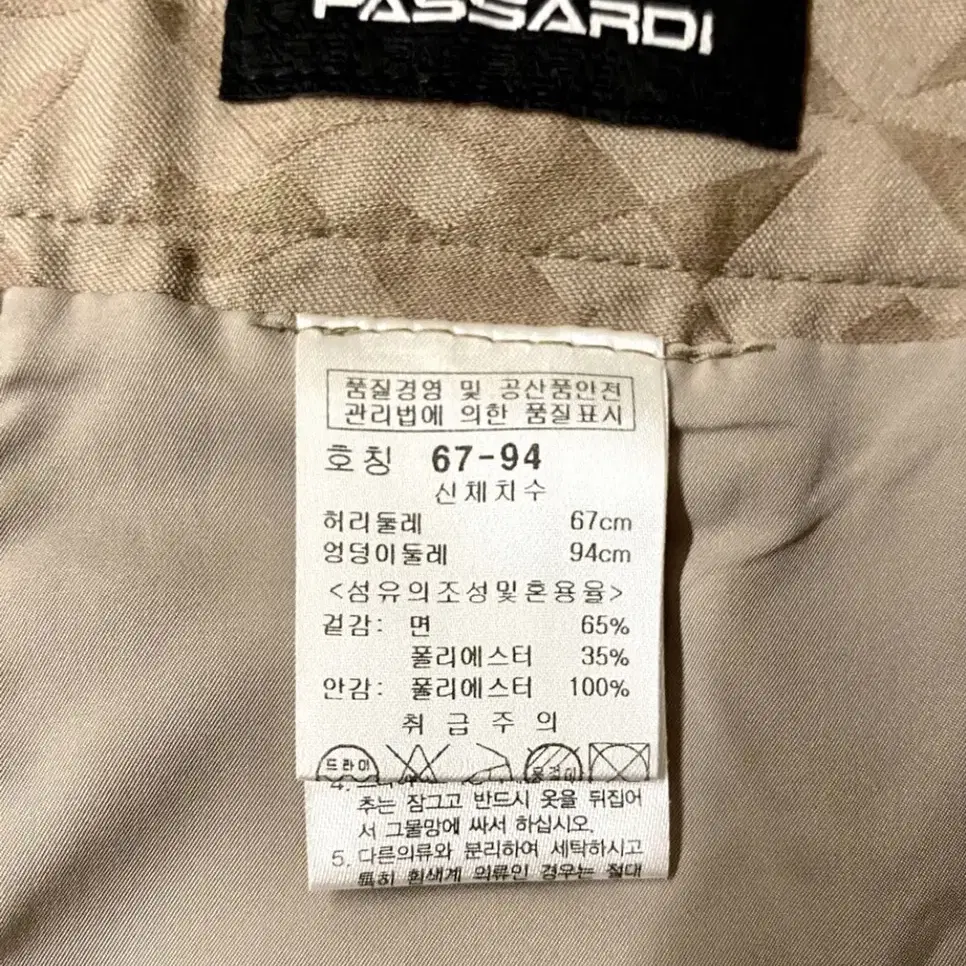 PASSARDI
품질경영 및 공산품안전
관리법에 의한 품질표시
호칭 67-94
신체치수
허리둘레 67cm
엉덩이둘레 94cm
<섬유의조성및혼용율>
겉감: 면 65%
폴리에스터 35%
안감: 폴리에스터 100%
취급주의
드라이
4.
추는 잠그고 반드시 옷을 뒤집어
서 그물망에 싸서 하십시오.
5. 다른의류와 분리하여 세탁하시고
흰색계 의류인 경우는 절대